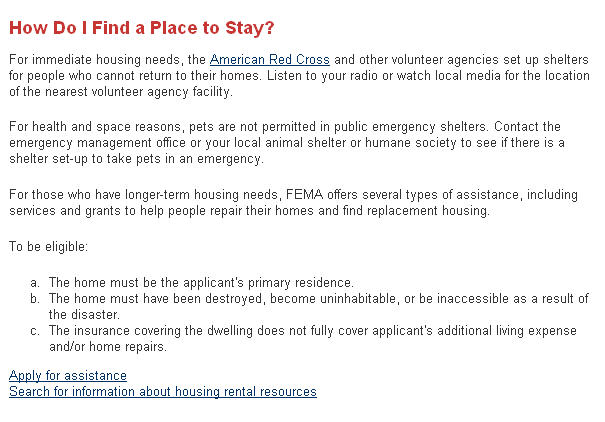 How Do I Find a Place to Stay?
For immediate housing needs, the American Red Cross and other volunteer agencies set up shelters
for people who cannot return to their homes. Listen to your radio or watch local media for the location
of the nearest volunteer agency facility.
For health and space reasons, pets are not permitted in public emergency shelters. Contact the
emergency management office or your local animal shelter or humane society to see if there is a
shelter set-up to take pets in an emergency.
For those who have longer-term housing needs, FEMA offers several types of assistance, including
services and grants to help people repair their homes and find replacement housing.
To be eligible:
a. The home must be the applicant's primary residence.
b. The home must have been destroyed, become uninhabitable, or be inaccessible as a result of
the disaster.
c. The insurance covering the dwelling does not fully cover applicant's additional living expense
and/or home repairs.
Apply for assistance
Search for information about housing rental resources